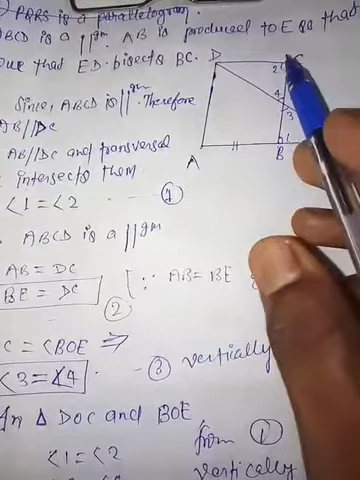 ) PQRS is a parallelogram.
ABCD is a ||gm. AB is produced to E so that
ove that ED bisects BC.
D
2
4
3
1
A
B
Since, ABCD is ||gm. Therefore
AB//DC
AB//DC and transversal
intersects them.
<1 = <2 ①
ABCD is a ||gm
AB = DC
BE = DC [∵ AB = BE
②
C = <BOE ⇒
<3 = <4 ③ vertically
In Δ DOC and BOE
<1 = <2 from ①
vertically